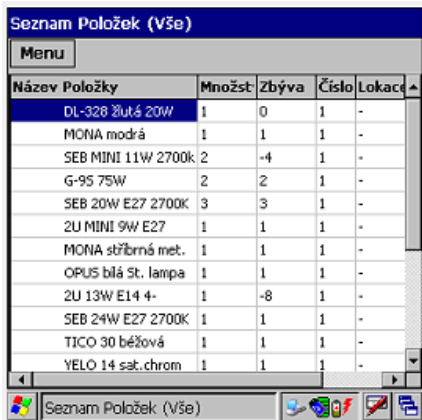 Seznam Položek (Vše)
Menu
Název Položky Množst Zbýva Číslo Lokace
DL-328 žlutá 20W 1 0 1 -
MONA modrá 1 1 1 -
SEB MINI 11W 2700k 2 -4 1 -
G-95 75W 2 2 1 -
SEB 20W E27 2700K 3 3 1 -
2U MINI 9W E27 1 1 1 -
MONA stříbrná met. 1 1 1 -
OPUS bílá St. lampa 1 1 1 -
2U 13W E14 4- 1 -8 1 -
SEB 24W E27 2700K 1 1 1 -
TICO 30 béžová 1 1 1 -
YELO 14 sat.chrom 1 1 1 -
Seznam Položek (Vše)